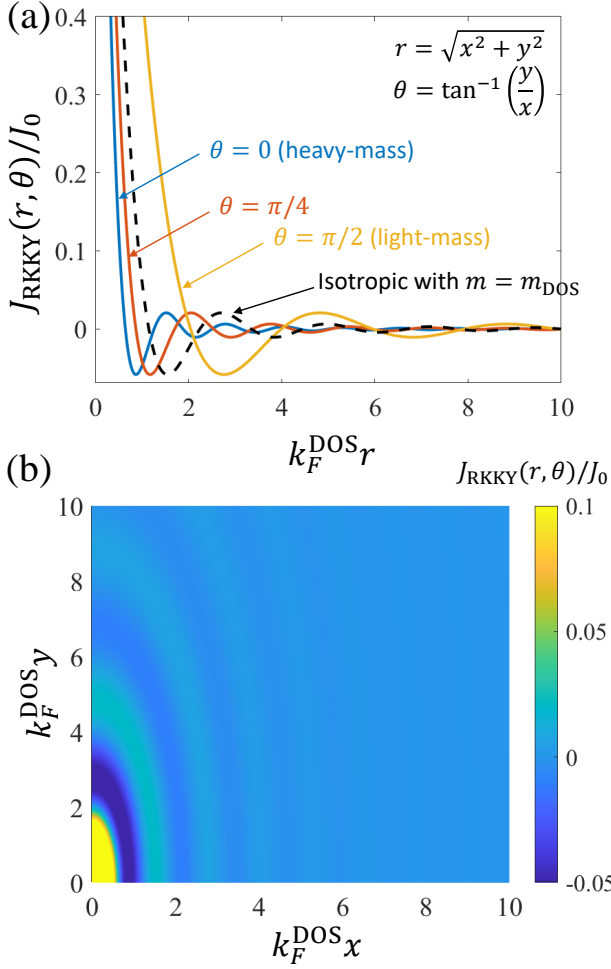 (a)
0.4
0.3
0.2
0.1
0
J_RKKY(r, θ)/J_0
r = √(x² + y²)
θ = tan⁻¹(y/x)
θ = 0 (heavy-mass)
θ = π/4
θ = π/2 (light-mass)
Isotropic with m = m_DOS
0 2 4 6 8 10
k_F^DOS r
(b)
J_RKKY(r, θ)/J_0
10
8
6
4
2
0
k_F^DOS y
0.1
0.05
0
-0.05
0 2 4 6 8 10
k_F^DOS x